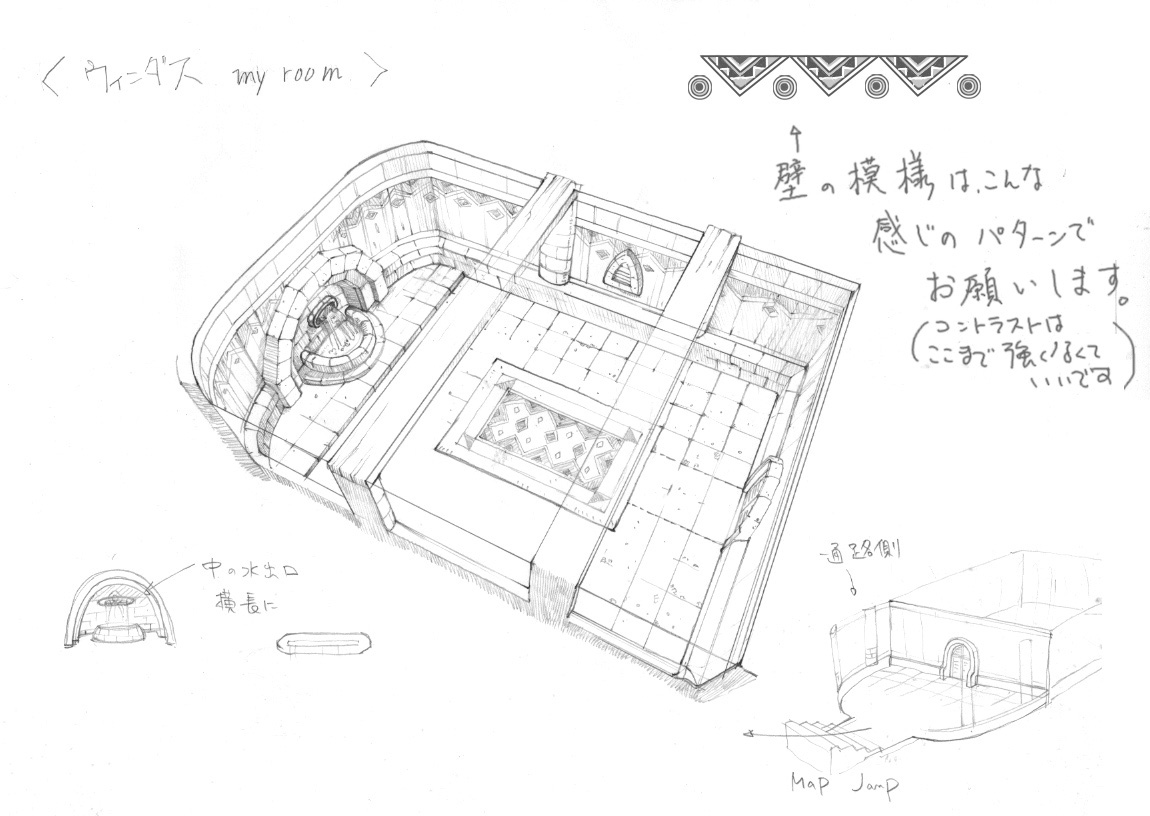 〈 ウィンダス my room 〉
壁の模様は、こんな
感じのパターンで
お願いします。
(コントラストは
ここまで強くなくて
いいです)
中の水出口
横長に
通路側
Map Jamp